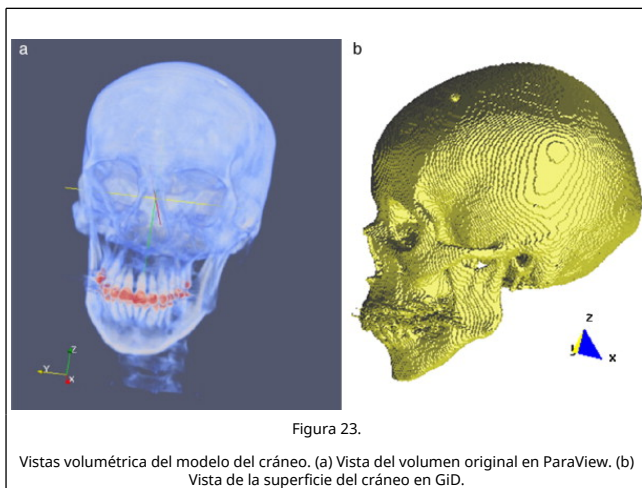 a
b
Z
Y
X
z
y
x
Figura 23.
Vistas volumétrica del modelo del cráneo. (a) Vista del volumen original en ParaView. (b)
Vista de la superficie del cráneo en GiD.